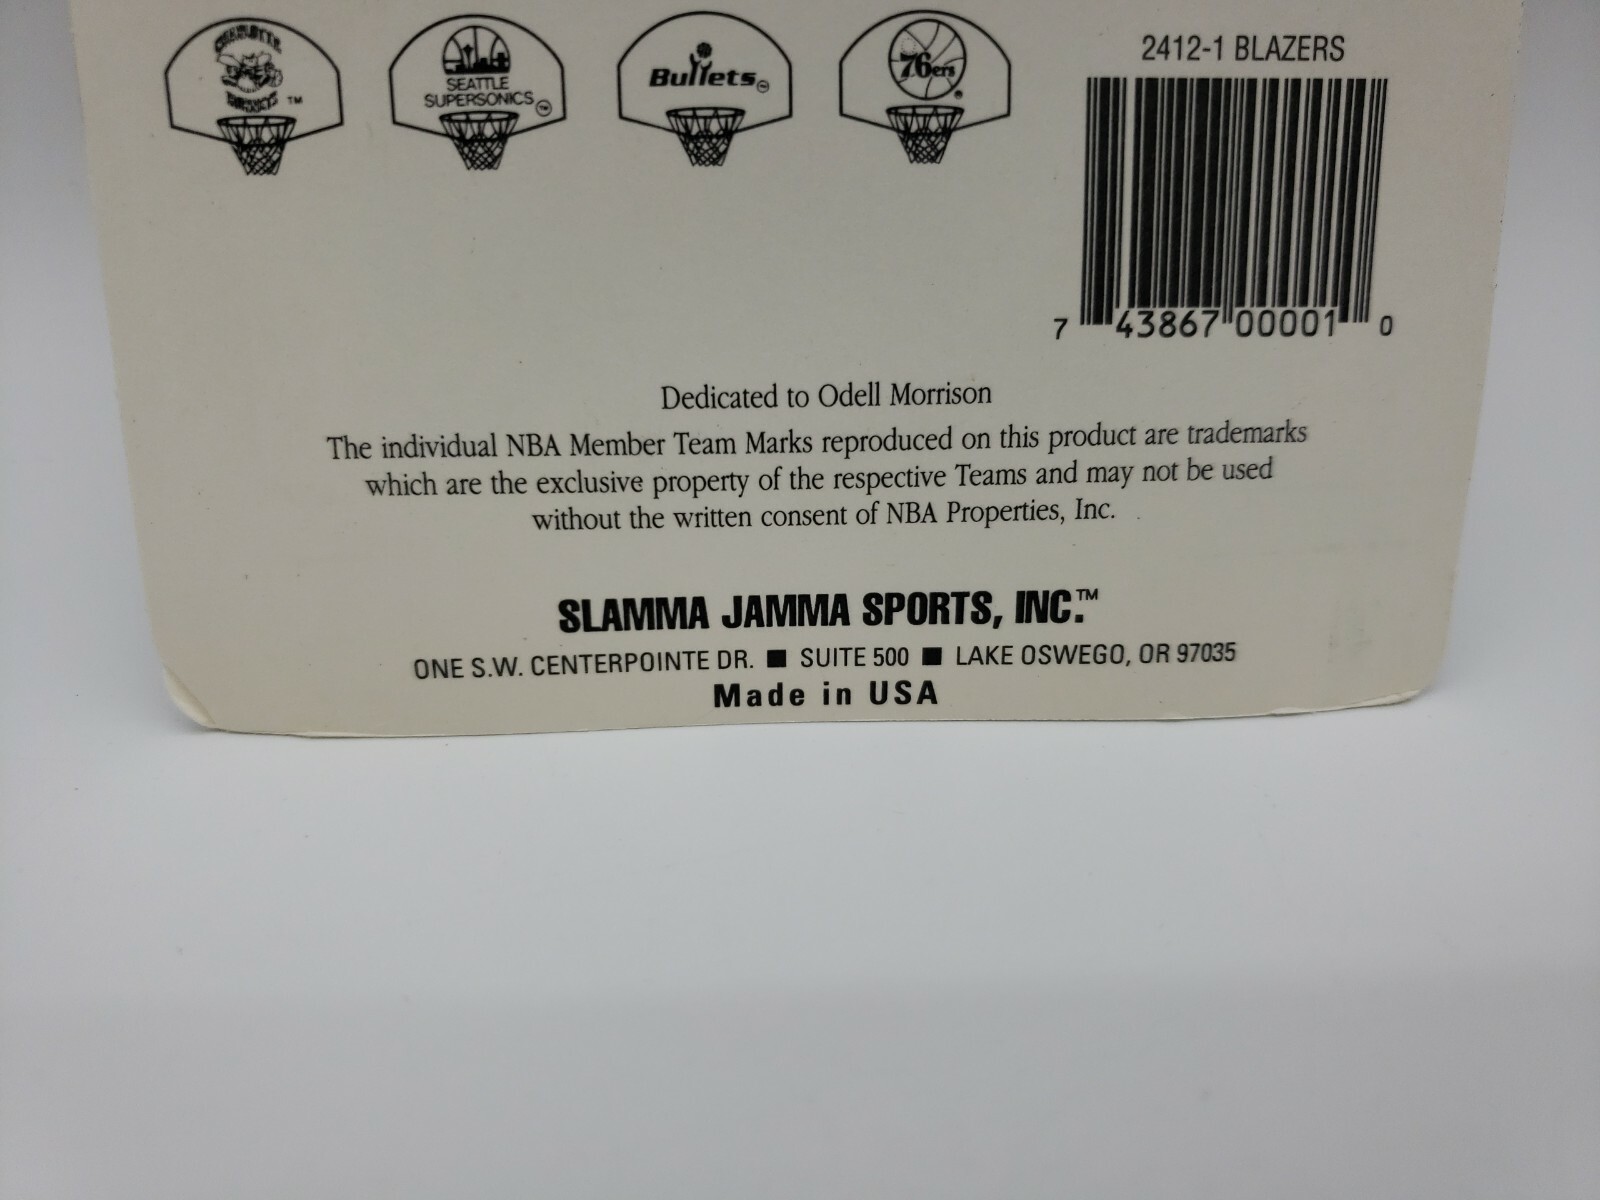 CHARLOTTE
HORNETS TM
SEATTLE
SUPERSONICS
Bullets
76ers
2412-1 BLAZERS
7 43867 00001 0
Dedicated to Odell Morrison
The individual NBA Member Team Marks reproduced on this product are trademarks
which are the exclusive property of the respective Teams and may not be used
without the written consent of NBA Properties, Inc.
SLAMMA JAMMA SPORTS, INC.™
ONE S.W. CENTERPOINTE DR. ■ SUITE 500 ■ LAKE OSWEGO, OR 97035
Made in USA